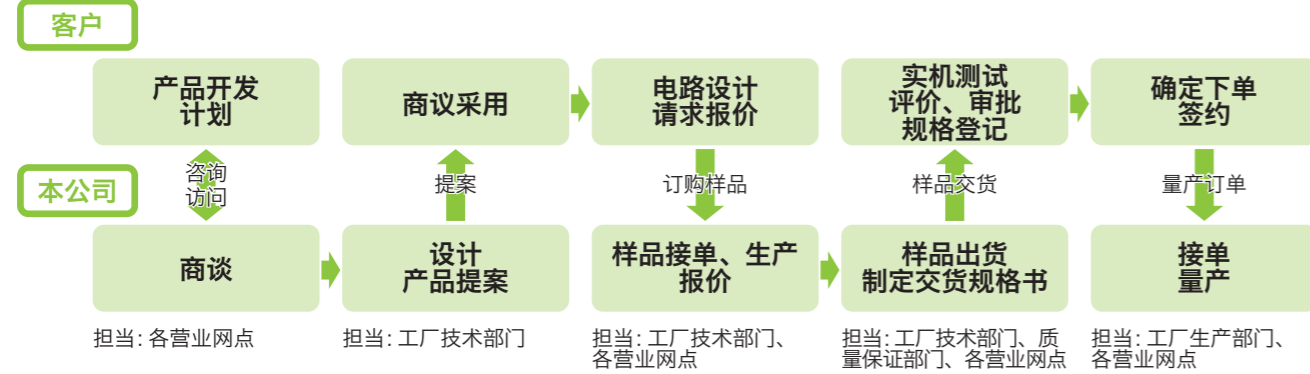 客户
产品开发
计划
商议采用
电路设计
请求报价
实机测试
评价、审批
规格登记
确定下单
签约
本公司
咨询
访问
提案
订购样品
样品交货
量产订单
商谈
设计
产品提案
样品接单、生产
报价
样品出货
制定交货规格书
接单
量产
担当：各营业网点
担当：工厂技术部门
担当：工厂技术部门、
各营业网点
担当：工厂技术部门、质
量保证部门、各营业网点
担当：工厂生产部门、
各营业网点